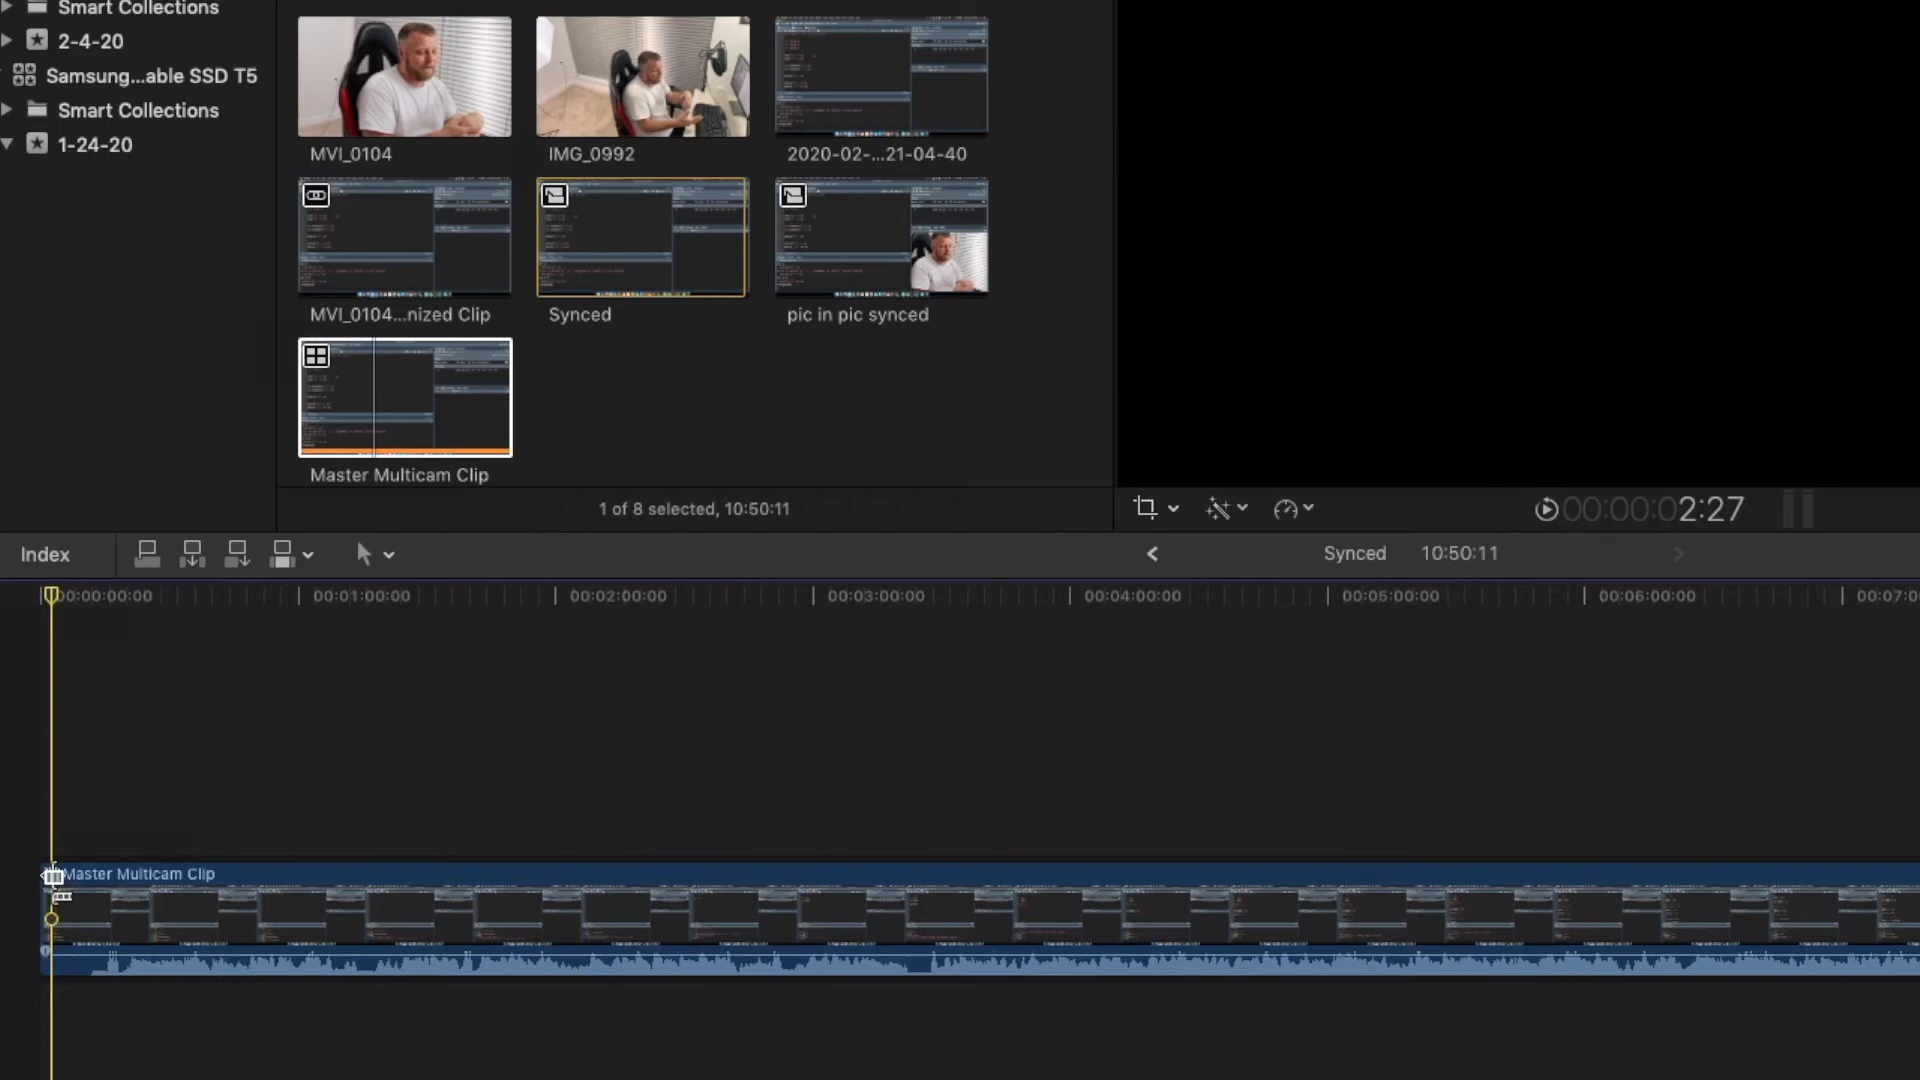 Smart Collections
2-4-20
Samsung...able SSD T5
Smart Collections
1-24-20
MVI_0104
IMG_0992
2020-02-...21-04-40
MVI_0104...nized Clip
Synced
pic in pic synced
Master Multicam Clip
1 of 8 selected, 10:50:11
00:00:02:27
Index
Synced
10:50:11
00:00:00:00
00:01:00:00
00:02:00:00
00:03:00:00
00:04:00:00
00:05:00:00
00:06:00:00
00:07:0
Master Multicam Clip